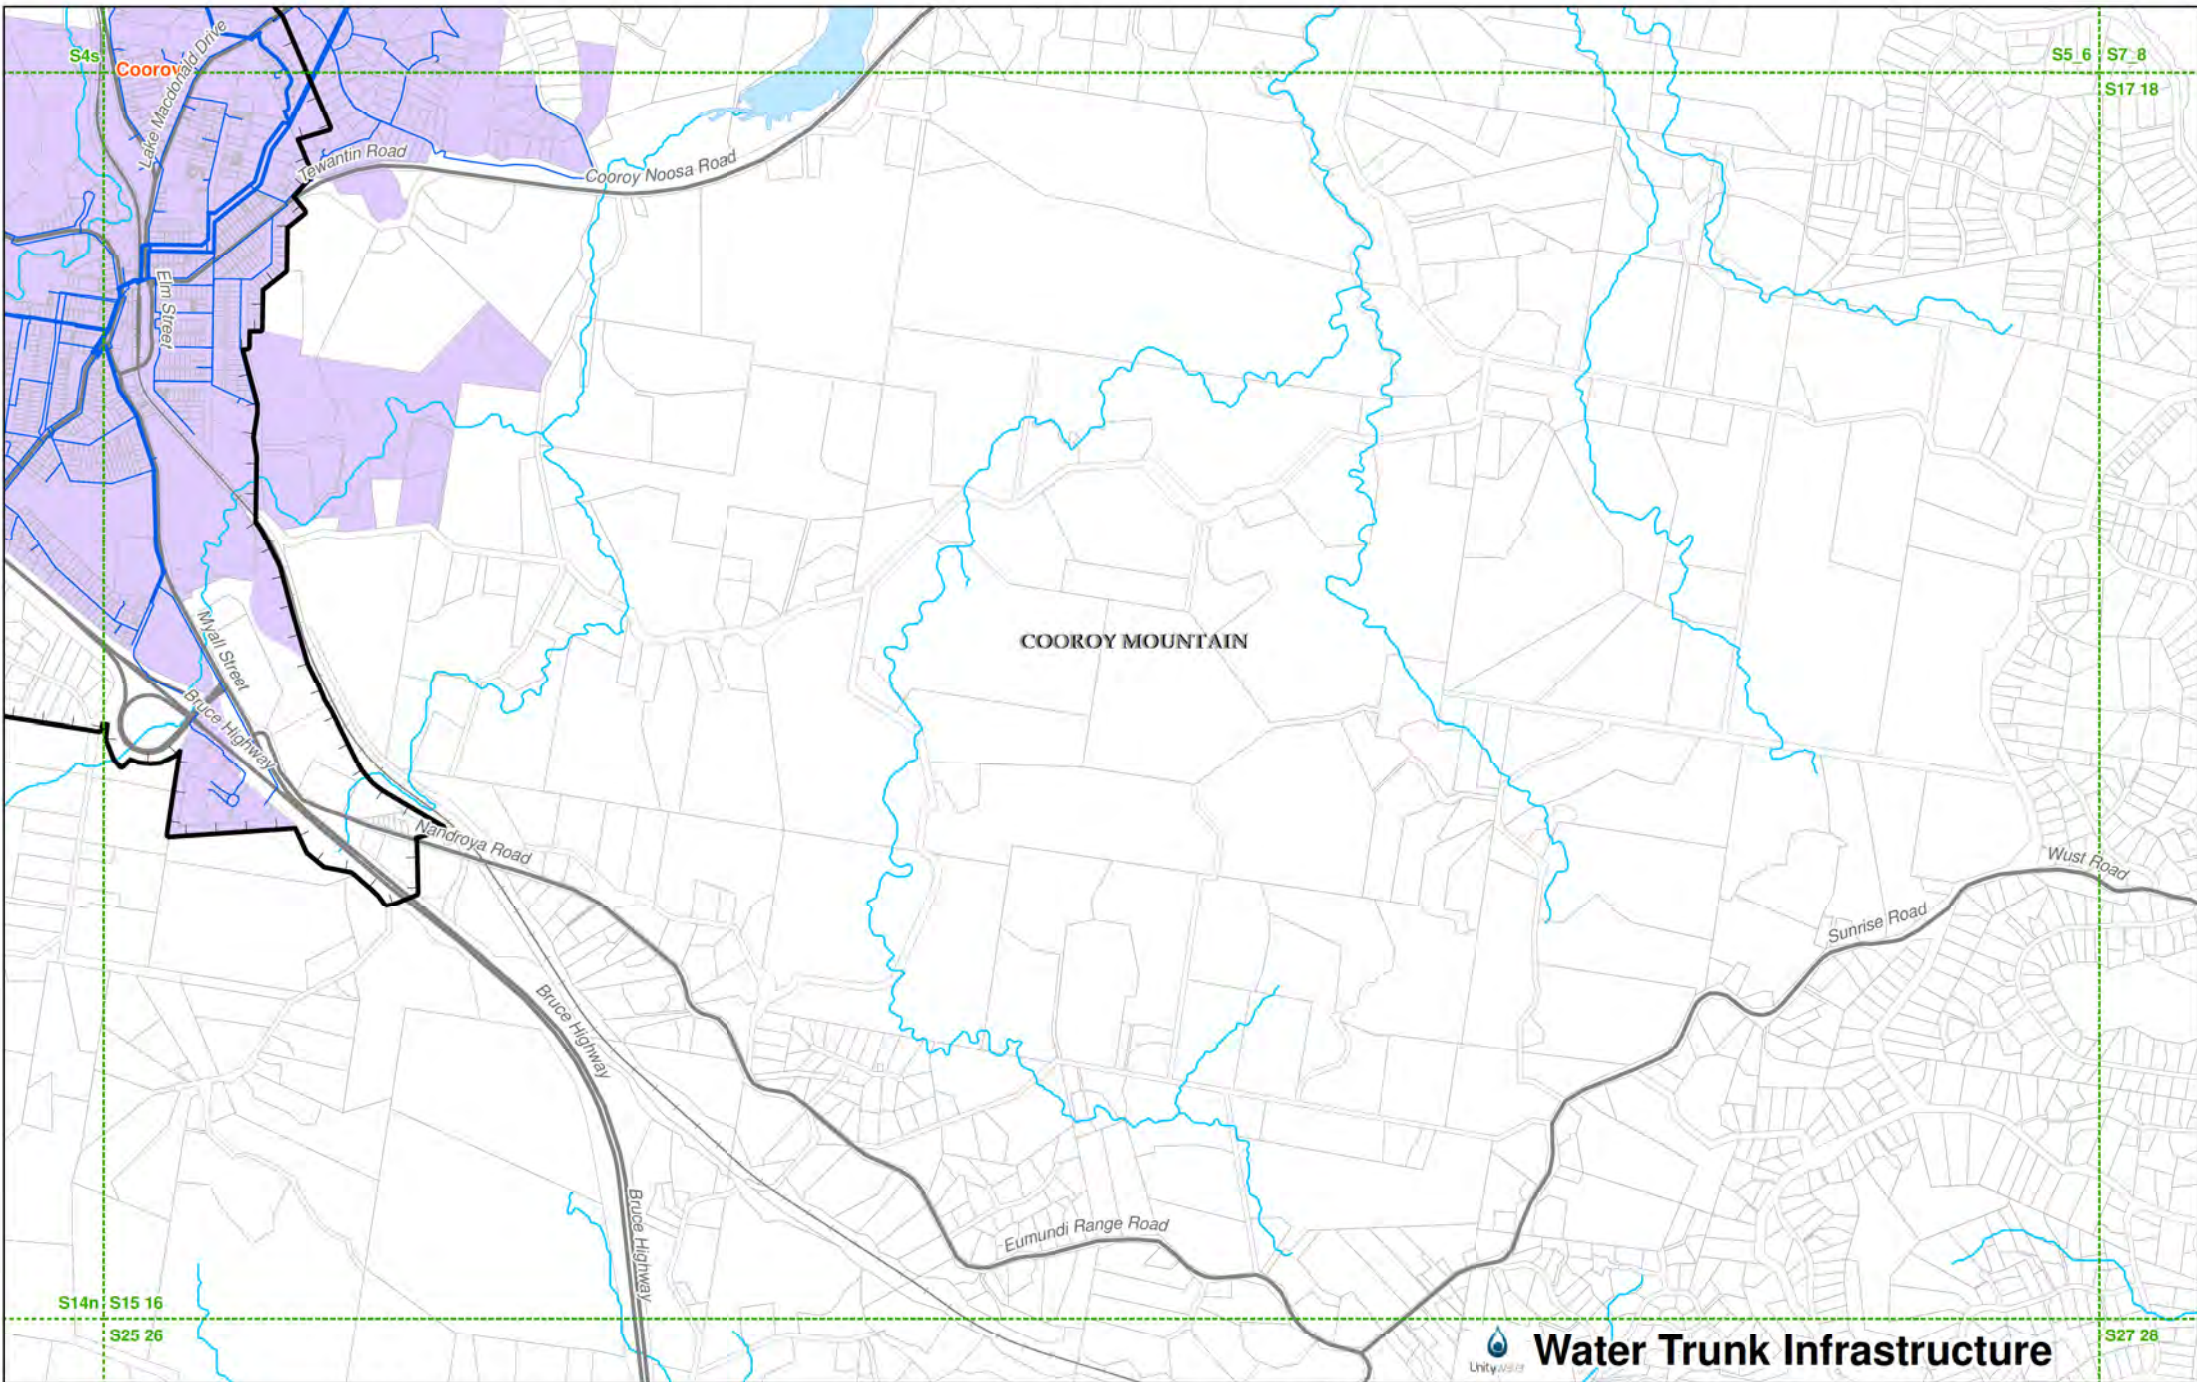 S4s
Cooroy
Lake Macdonald Drive
S5_6
S7_8
S17 18
Tewantin Road
Cooroy Noosa Road
Elm Street
COOROY MOUNTAIN
Myall Street
Bruce Highway
Nandroya Road
Wust Road
Sunrise Road
Bruce Highway
Bruce Highway
Eumundi Range Road
S14n
S15 16
S25 26
S27 28
Unitywater
Water Trunk Infrastructure